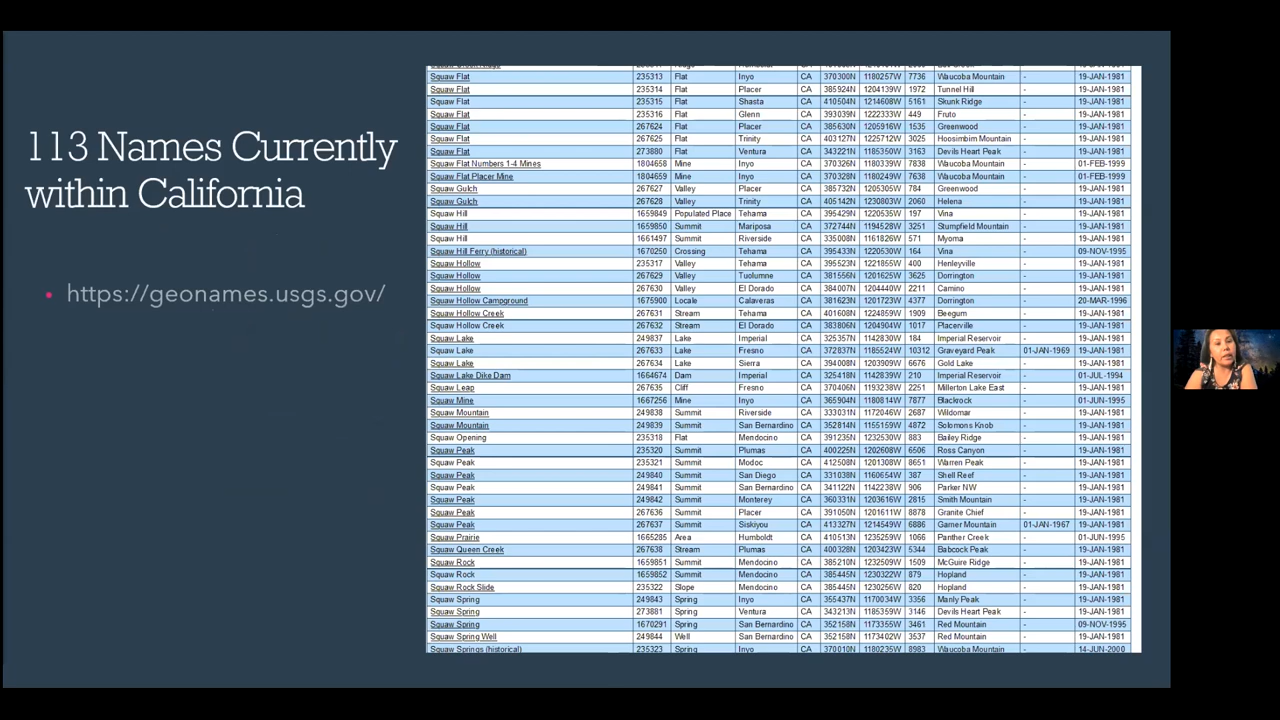 113 Names Currently
within California
• https://geonames.usgs.gov/
Squaw Flat 235313 Flat Inyo CA 370300N 1180257W 7736 Waucoba Mountain - 19-JAN-1981
Squaw Flat 235314 Flat Placer CA 385924N 1204139W 1972 Tunnel Hill - 19-JAN-1981
Squaw Flat 235315 Flat Shasta CA 410504N 1214608W 5161 Skunk Ridge - 19-JAN-1981
Squaw Flat 235316 Flat Glenn CA 393039N 1222333W 449 Fruto - 19-JAN-1981
Squaw Flat 267624 Flat Placer CA 385630N 1205916W 1535 Greenwood - 19-JAN-1981
Squaw Flat 267625 Flat Trinity CA 403127N 1225712W 3025 Hoosimbim Mountain - 19-JAN-1981
Squaw Flat 273880 Flat Ventura CA 343221N 1185350W 3163 Devils Heart Peak - 19-JAN-1981
Squaw Flat Numbers 1-4 Mines 1804658 Mine Inyo CA 370326N 1180339W 7838 Waucoba Mountain - 01-FEB-1999
Squaw Flat Placer Mine 1804659 Mine Inyo CA 370328N 1180249W 7638 Waucoba Mountain - 01-FEB-1999
Squaw Gulch 267627 Valley Placer CA 385732N 1205305W 784 Greenwood - 19-JAN-1981
Squaw Gulch 267628 Valley Trinity CA 405142N 1230803W 2060 Helena - 19-JAN-1981
Squaw Hill 1659849 Populated Place Tehama CA 395429N 1220535W 197 Vina - 19-JAN-1981
Squaw Hill 1659850 Summit Mariposa CA 372744N 1194528W 3251 Stumpfield Mountain - 19-JAN-1981
Squaw Hill 1661497 Summit Riverside CA 335008N 1161826W 571 Myoma - 19-JAN-1981
Squaw Hill Ferry (historical) 1670250 Crossing Tehama CA 395433N 1220530W 164 Vina - 09-NOV-1995
Squaw Hollow 235317 Valley Tehama CA 395523N 1221855W 400 Henleyville - 19-JAN-1981
Squaw Hollow 267629 Valley Tuolumne CA 381556N 1201625W 3625 Dorrington - 19-JAN-1981
Squaw Hollow 267630 Valley El Dorado CA 384007N 1204440W 2211 Camino - 19-JAN-1981
Squaw Hollow Campground 1675900 Locale Calaveras CA 381623N 1201723W 4377 Dorrington - 20-MAR-1996
Squaw Hollow Creek 267631 Stream Tehama CA 401608N 1224859W 1909 Beegum - 19-JAN-1981
Squaw Hollow Creek 267632 Stream El Dorado CA 383806N 1204904W 1017 Placerville - 19-JAN-1981
Squaw Lake 249837 Lake Imperial CA 325357N 1142830W 184 Imperial Reservoir - 19-JAN-1981
Squaw Lake 267633 Lake Fresno CA 372837N 1185524W 10312 Graveyard Peak 01-JAN-1969 19-JAN-1981
Squaw Lake 267634 Lake Sierra CA 394008N 1203909W 6676 Gold Lake - 19-JAN-1981
Squaw Lake Dike Dam 1664674 Dam Imperial CA 325418N 1142839W 210 Imperial Reservoir - 01-JUL-1994
Squaw Leap 267635 Cliff Fresno CA 370406N 1193238W 2251 Millerton Lake East - 19-JAN-1981
Squaw Mine 1667256 Mine Inyo CA 365904N 1180814W 7877 Blackrock - 01-JUN-1995
Squaw Mountain 249838 Summit Riverside CA 333031N 1172046W 2687 Wildomar - 19-JAN-1981
Squaw Mountain 249839 Summit San Bernardino CA 352814N 1155159W 4872 Solomons Knob - 19-JAN-1981
Squaw Opening 235318 Flat Mendocino CA 391235N 1232530W 883 Bailey Ridge - 19-JAN-1981
Squaw Peak 235320 Summit Plumas CA 400225N 1202608W 6506 Ross Canyon - 19-JAN-1981
Squaw Peak 235321 Summit Modoc CA 412508N 1201308W 8651 Warren Peak - 19-JAN-1981
Squaw Peak 249840 Summit San Diego CA 331038N 1160654W 387 Shell Reef - 19-JAN-1981
Squaw Peak 249841 Summit San Bernardino CA 341122N 1142238W 906 Parker NW - 19-JAN-1981
Squaw Peak 249842 Summit Monterey CA 360331N 1203616W 2815 Smith Mountain - 19-JAN-1981
Squaw Peak 267636 Summit Placer CA 391050N 1201611W 8878 Granite Chief - 19-JAN-1981
Squaw Peak 267637 Summit Siskiyou CA 413327N 1214549W 6886 Garner Mountain 01-JAN-1967 19-JAN-1981
Squaw Prairie 1665285 Area Humboldt CA 410513N 1235259W 1066 Panther Creek - 01-JUN-1995
Squaw Queen Creek 267638 Stream Plumas CA 400328N 1203423W 5344 Babcock Peak - 19-JAN-1981
Squaw Rock 1659851 Summit Mendocino CA 385210N 1232509W 1509 McGuire Ridge - 19-JAN-1981
Squaw Rock 1659852 Summit Mendocino CA 385445N 1230322W 879 Hopland - 19-JAN-1981
Squaw Rock Slide 235322 Slope Mendocino CA 385445N 1230256W 820 Hopland - 19-JAN-1981
Squaw Spring 249843 Spring Inyo CA 355437N 1170034W 3356 Manly Peak - 19-JAN-1981
Squaw Spring 273881 Spring Ventura CA 343213N 1185359W 3146 Devils Heart Peak - 19-JAN-1981
Squaw Spring 1670291 Spring San Bernardino CA 352158N 1173355W 3461 Red Mountain - 09-NOV-1995
Squaw Spring Well 249844 Well San Bernardino CA 352158N 1173402W 3537 Red Mountain - 19-JAN-1981
Squaw Springs (historical) 235323 Spring Inyo CA 370010N 1180235W 8983 Waucoba Mountain - 14-JUN-2000